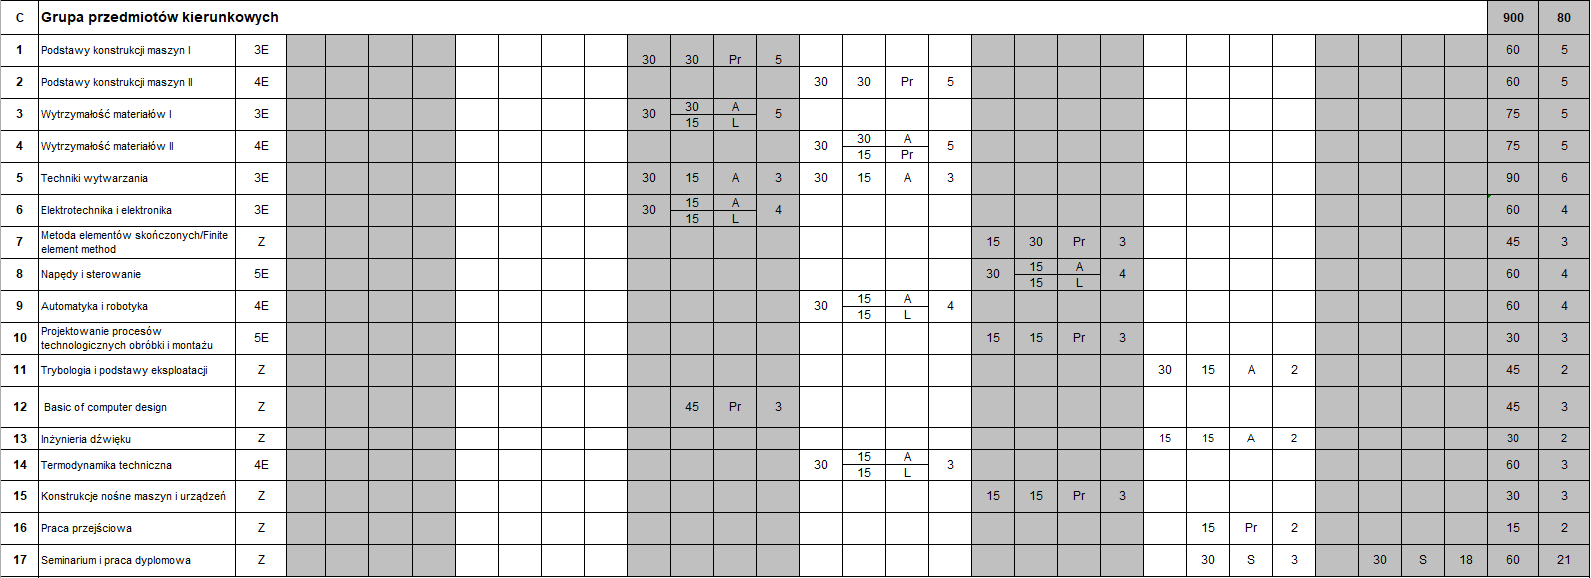 C Grupa przedmiotów kierunkowych 900 80
1 Podstawy konstrukcji maszyn I 3E 30 30 Pr 5 60 5
2 Podstawy konstrukcji maszyn II 4E 30 30 Pr 5 60 5
3 Wytrzymałość materiałów I 3E 30 30 A 5 75 5
15 L
4 Wytrzymałość materiałów II 4E 30 30 A 5 75 5
15 Pr
5 Techniki wytwarzania 3E 30 15 A 3 30 15 A 3 90 6
6 Elektrotechnika i elektronika 3E 30 15 A 4 60 4
15 L
7 Metoda elementów skończonych/Finite Z 15 30 Pr 3 45 3
element method
8 Napędy i sterowanie 5E 30 15 A 4 60 4
15 L
9 Automatyka i robotyka 4E 30 15 A 4 60 4
15 L
10 Projektowanie procesów 5E 15 15 Pr 3 30 3
technologicznych obróbki i montażu
11 Trybologia i podstawy eksploatacji Z 30 15 A 2 45 2
12 Basic of computer design Z 45 Pr 3 45 3
13 Inżynieria dźwięku Z 15 15 A 2 30 2
14 Termodynamika techniczna 4E 30 15 A 3 60 3
15 L
15 Konstrukcje nośne maszyn i urządzeń Z 15 15 Pr 3 30 3
16 Praca przejściowa Z 15 Pr 2 15 2
17 Seminarium i praca dyplomowa Z 30 S 3 30 S 18 60 21